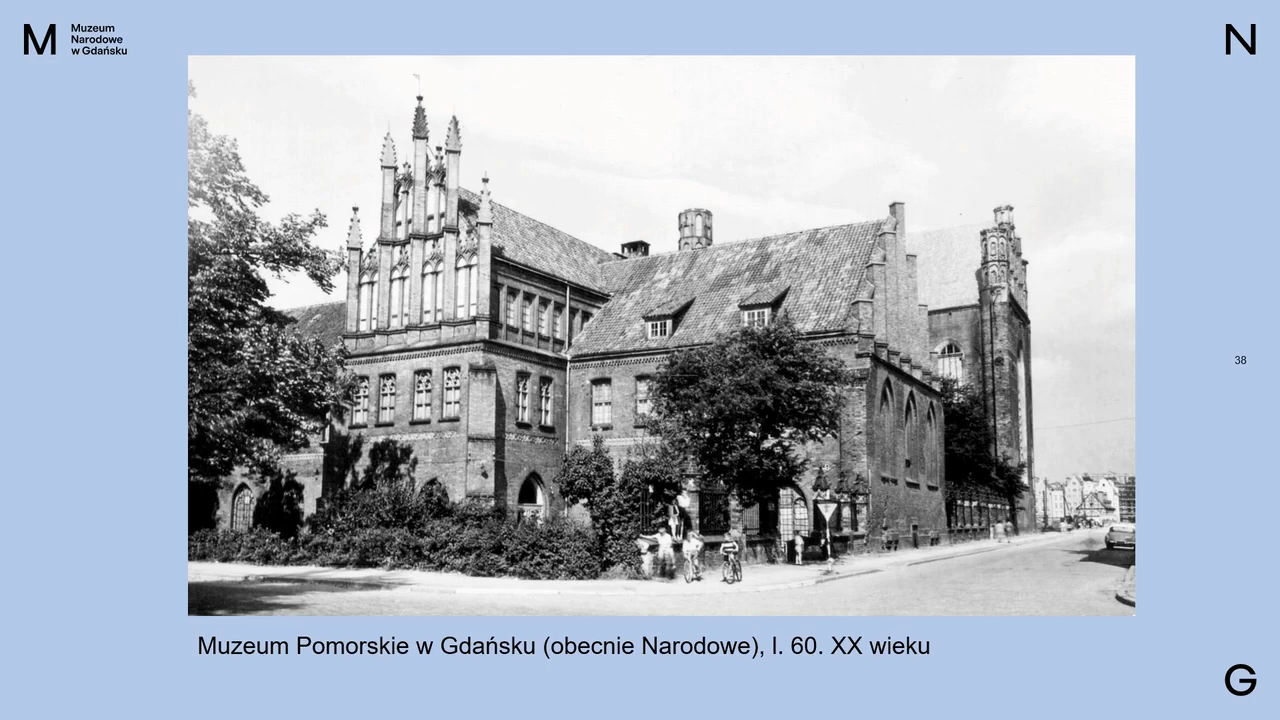 M
Muzeum
Narodowe
w Gdańsku
N
38
Muzeum Pomorskie w Gdańsku (obecnie Narodowe), l. 60. XX wieku
G